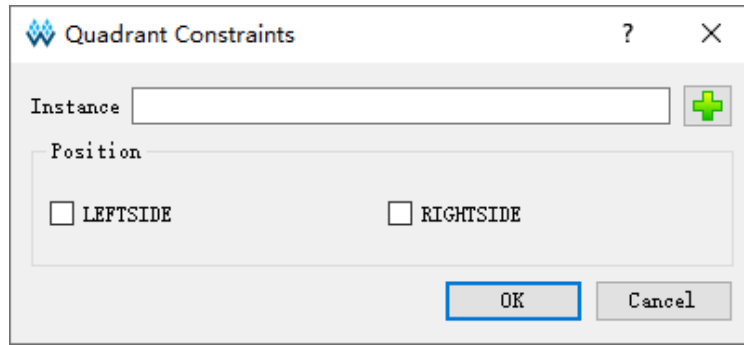 Quadrant Constraints ?
Instance
Position
LEFTSIDE RIGHTSIDE
OK Cancel